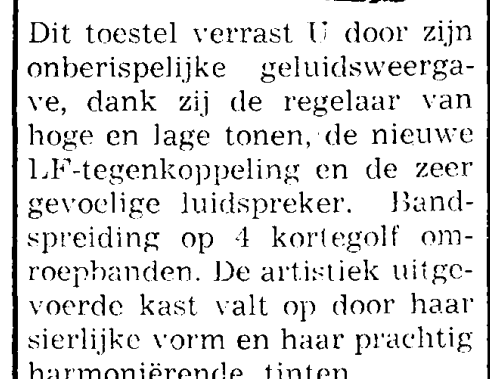 Dit toestel verrast U door zijn
onberispelijke geluidsweerga-
ve, dank zij de regelaar van
hoge en lage tonen, de nieuwe
LF-tegenkoppeling en de zeer
gevoelige luidspreker. Band-
spreiding op 4 kortegolf om-
roepbanden. De artistiek uitge-
voerde kast valt op door haar
sierlijke vorm en haar prachtig
harmoniërende tinten